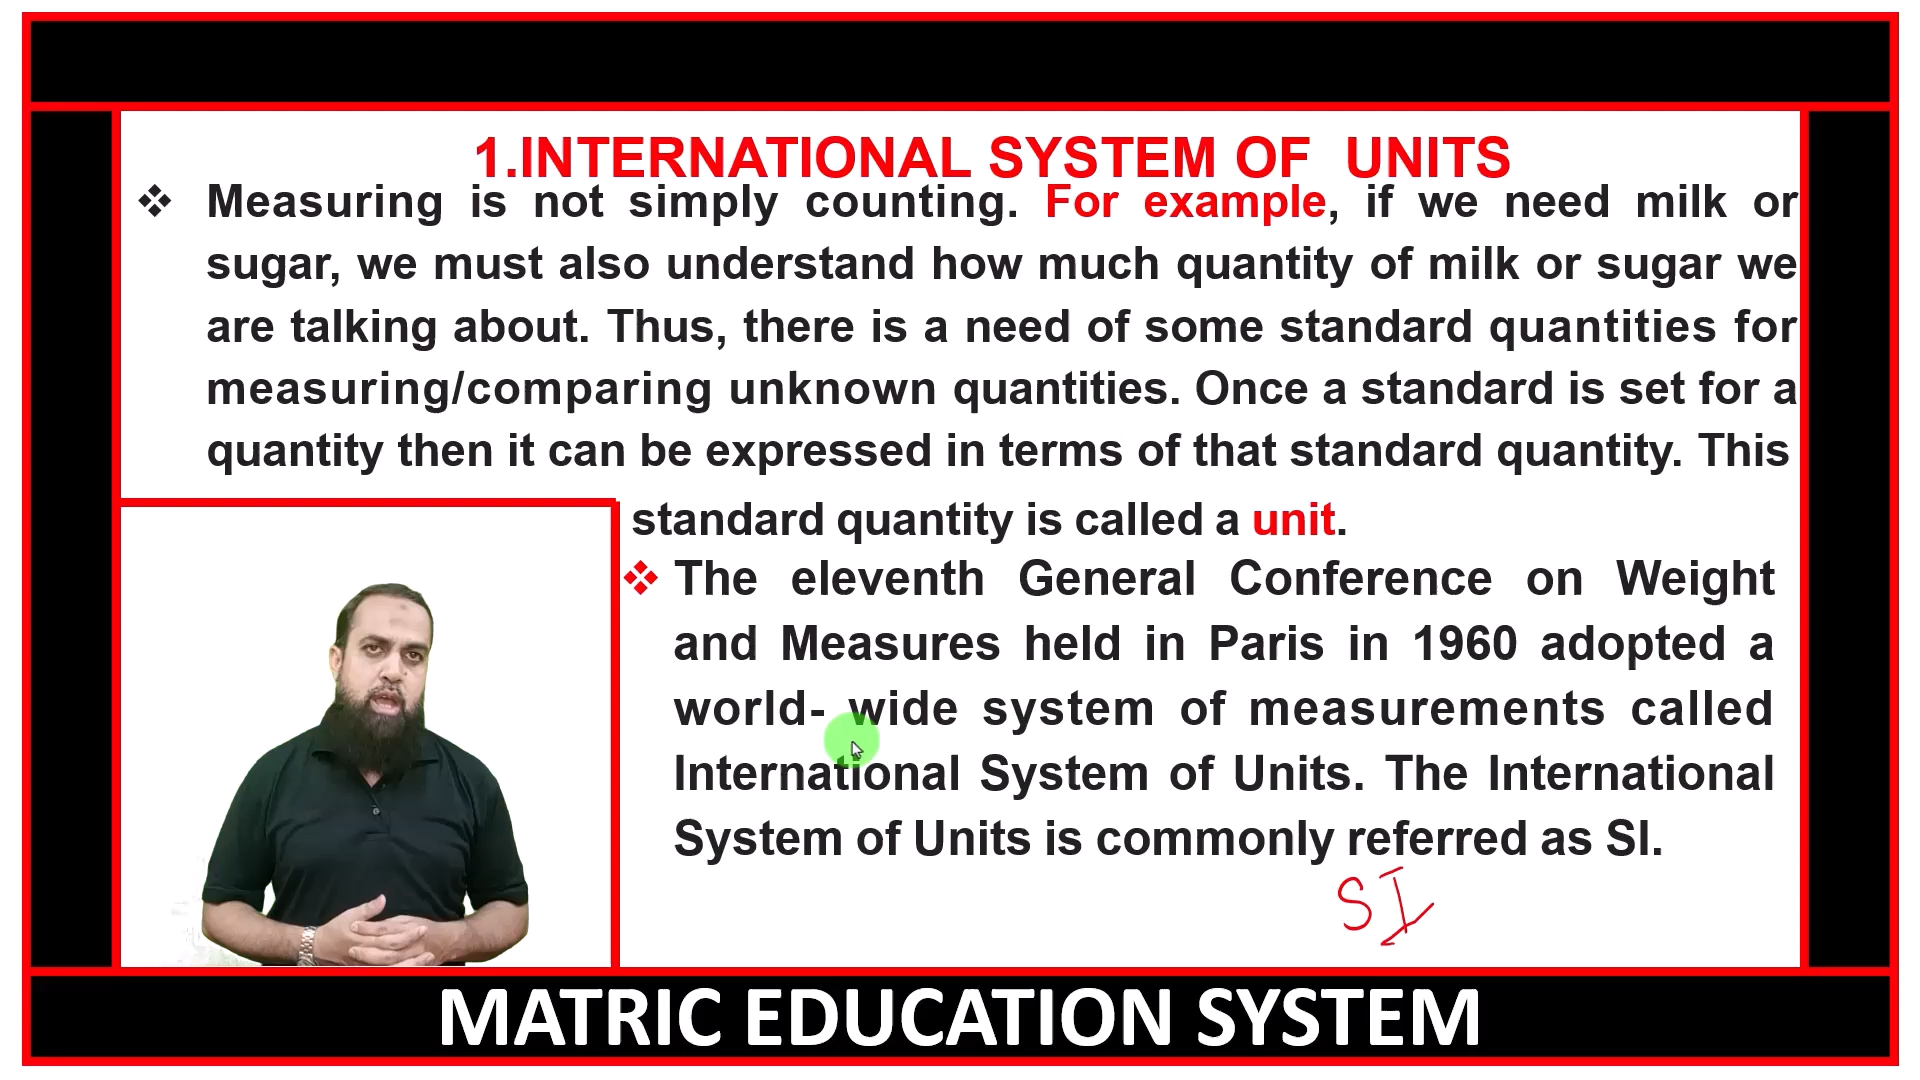 1.INTERNATIONAL SYSTEM OF UNITS
❖ Measuring is not simply counting. For example, if we need milk or
sugar, we must also understand how much quantity of milk or sugar we
are talking about. Thus, there is a need of some standard quantities for
measuring/comparing unknown quantities. Once a standard is set for a
quantity then it can be expressed in terms of that standard quantity. This
standard quantity is called a unit.
❖ The eleventh General Conference on Weight
and Measures held in Paris in 1960 adopted a
world- wide system of measurements called
International System of Units. The International
System of Units is commonly referred as SI.
SI
MATRIC EDUCATION SYSTEM